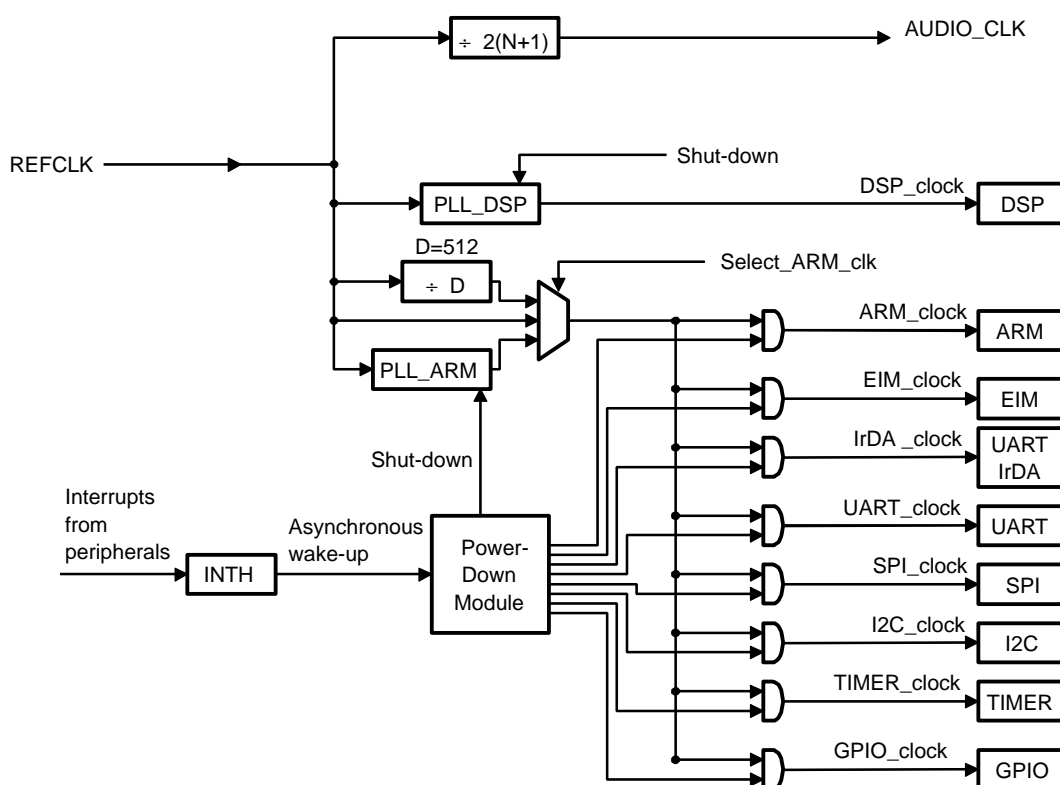 ÷ 2(N+1)
AUDIO_CLK
REFCLK
Shut-down
PLL_DSP
DSP_clock
DSP
D=512
÷ D
Select_ARM_clk
PLL_ARM
ARM_clock
ARM
EIM_clock
EIM
Shut-down
IrDA _clock
UART
IrDA
Interrupts
from
peripherals
INTH
Asynchronous
wake-up
Power-
Down
Module
UART_clock
UART
SPI_clock
SPI
I2C_clock
I2C
TIMER_clock
TIMER
GPIO_clock
GPIO